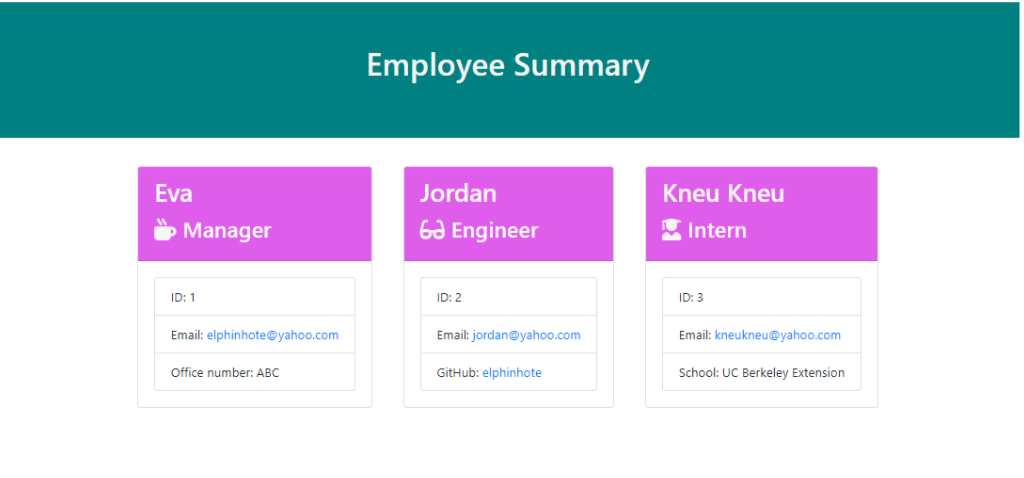 Employee Summary
Eva
Manager
ID: 1
Email: elphinhote@yahoo.com
Office number: ABC
Jordan
Engineer
ID: 2
Email: jordan@yahoo.com
GitHub: elphinhote
Kneu Kneu
Intern
ID: 3
Email: kneukneu@yahoo.com
School: UC Berkeley Extension